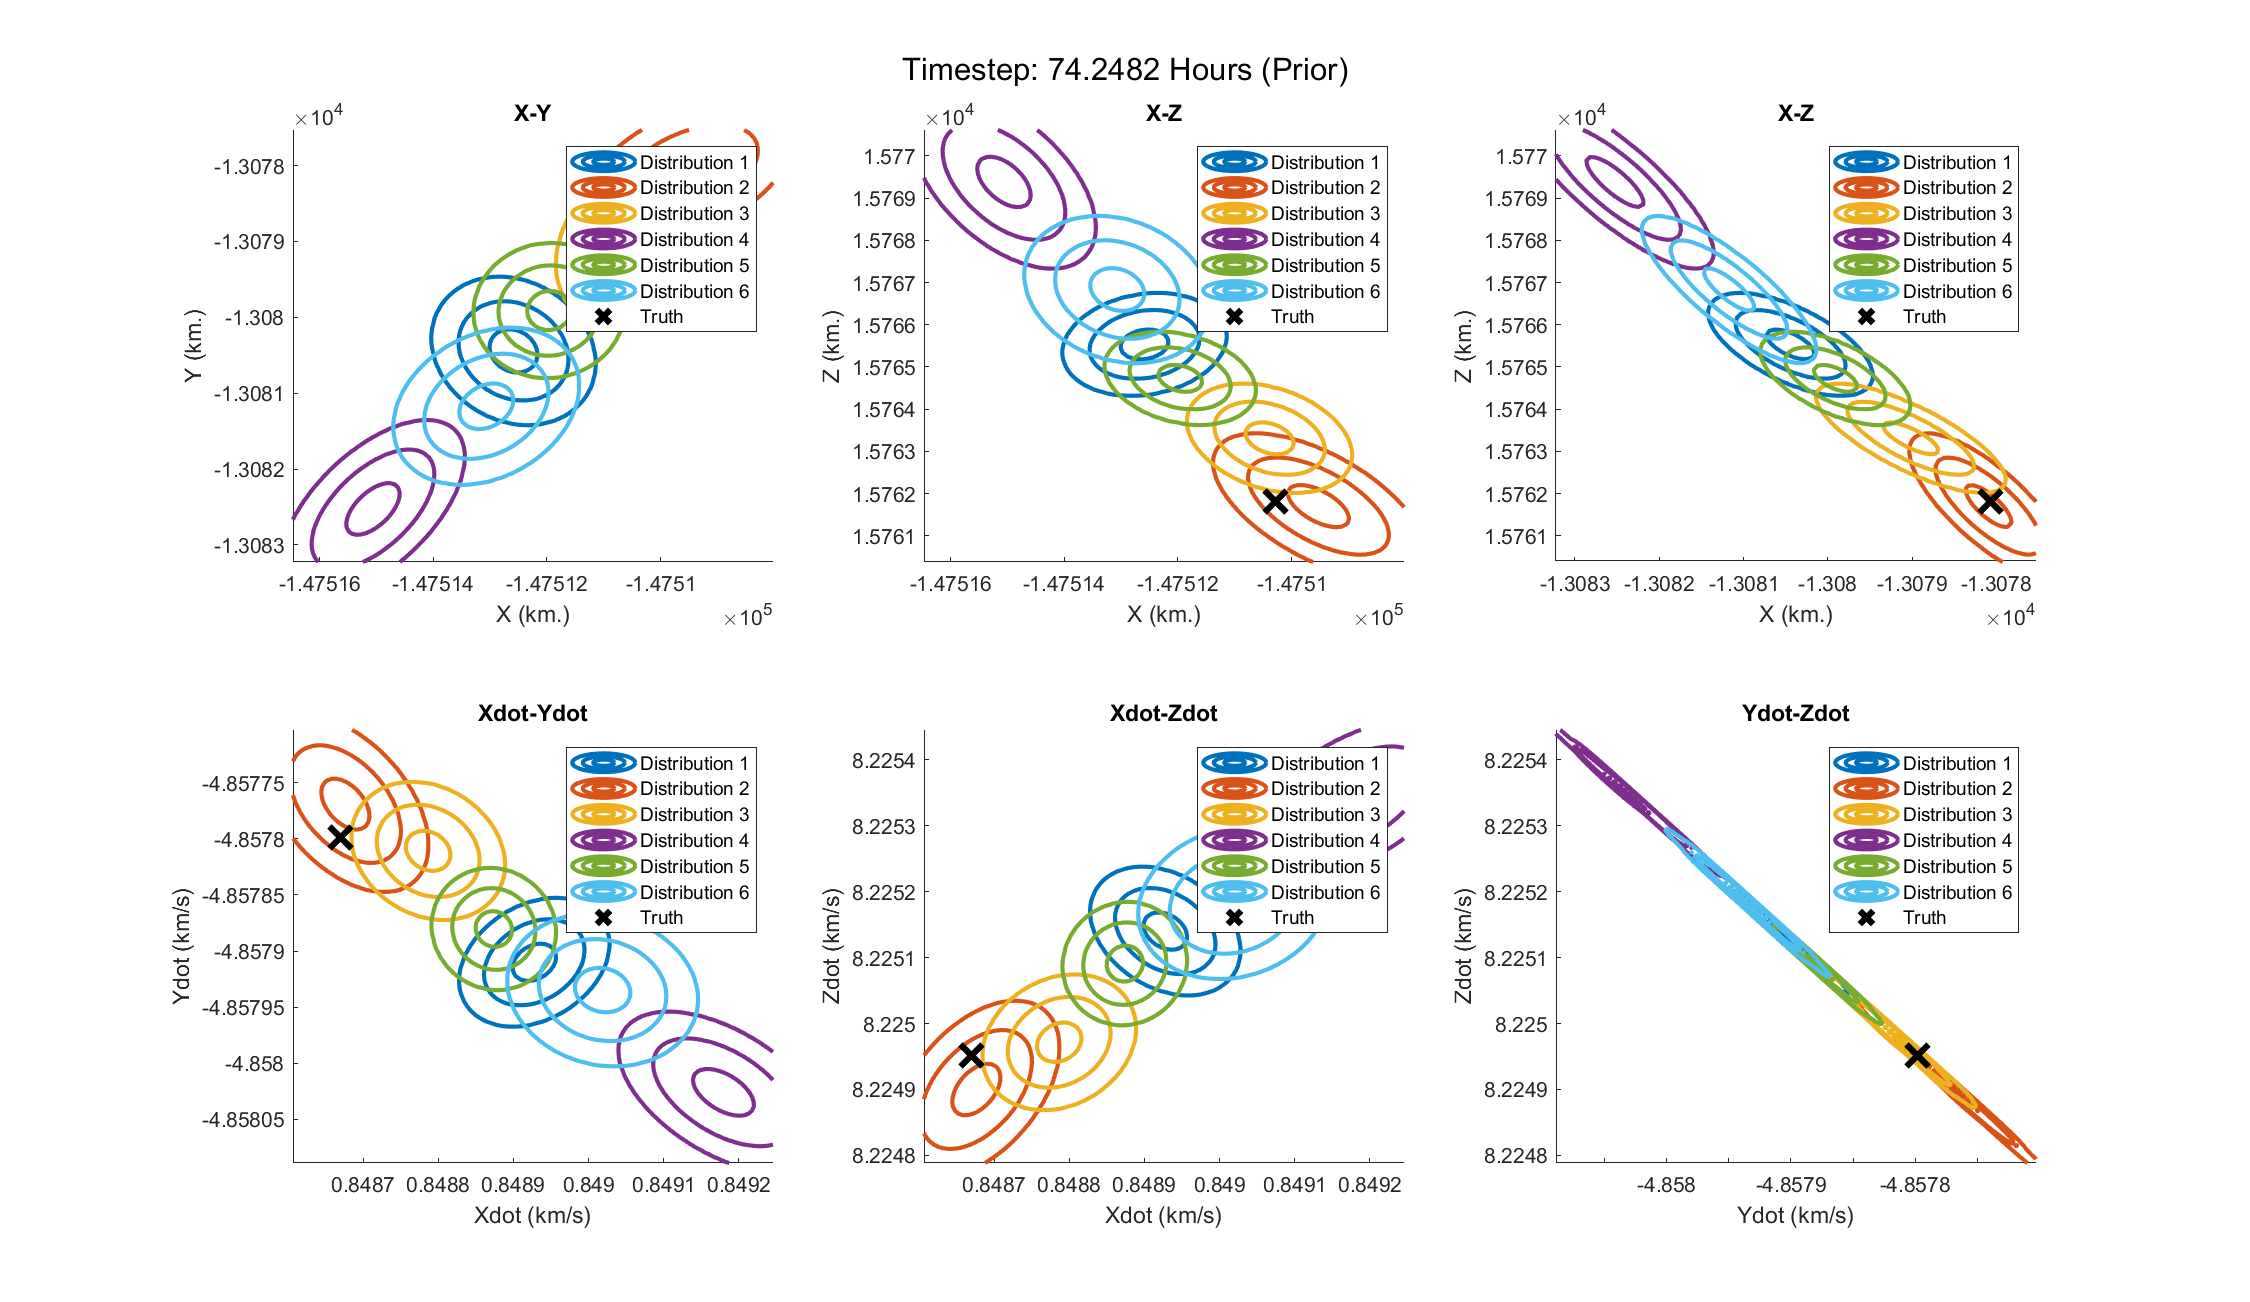 Timestep: 74.2482 Hours (Prior)
X-Y
×10^4
-1.3078
-1.3079
-1.308
-1.3081
-1.3082
-1.3083
Y (km.)
-1.47516 -1.47514 -1.47512 -1.4751
X (km.)
×10^5
Distribution 1
Distribution 2
Distribution 3
Distribution 4
Distribution 5
Distribution 6
Truth
X-Z
×10^4
1.577
1.5769
1.5768
1.5767
1.5766
1.5765
1.5764
1.5763
1.5762
1.5761
Z (km.)
-1.47516 -1.47514 -1.47512 -1.4751
X (km.)
×10^5
Distribution 1
Distribution 2
Distribution 3
Distribution 4
Distribution 5
Distribution 6
Truth
X-Z
×10^4
1.577
1.5769
1.5768
1.5767
1.5766
1.5765
1.5764
1.5763
1.5762
1.5761
Z (km.)
-1.3083 -1.3082 -1.3081 -1.308 -1.3079 -1.3078
X (km.)
×10^4
Distribution 1
Distribution 2
Distribution 3
Distribution 4
Distribution 5
Distribution 6
Truth
Xdot-Ydot
-4.85775
-4.8578
-4.85785
-4.8579
-4.85795
-4.858
-4.85805
Ydot (km/s)
0.8487 0.8488 0.8489 0.849 0.8491 0.8492
Xdot (km/s)
Distribution 1
Distribution 2
Distribution 3
Distribution 4
Distribution 5
Distribution 6
Truth
Xdot-Zdot
8.2254
8.2253
8.2252
8.2251
8.225
8.2249
8.2248
Zdot (km/s)
0.8487 0.8488 0.8489 0.849 0.8491 0.8492
Xdot (km/s)
Distribution 1
Distribution 2
Distribution 3
Distribution 4
Distribution 5
Distribution 6
Truth
Ydot-Zdot
8.2254
8.2253
8.2252
8.2251
8.225
8.2249
8.2248
Zdot (km/s)
-4.858 -4.8579 -4.8578
Ydot (km/s)
Distribution 1
Distribution 2
Distribution 3
Distribution 4
Distribution 5
Distribution 6
Truth